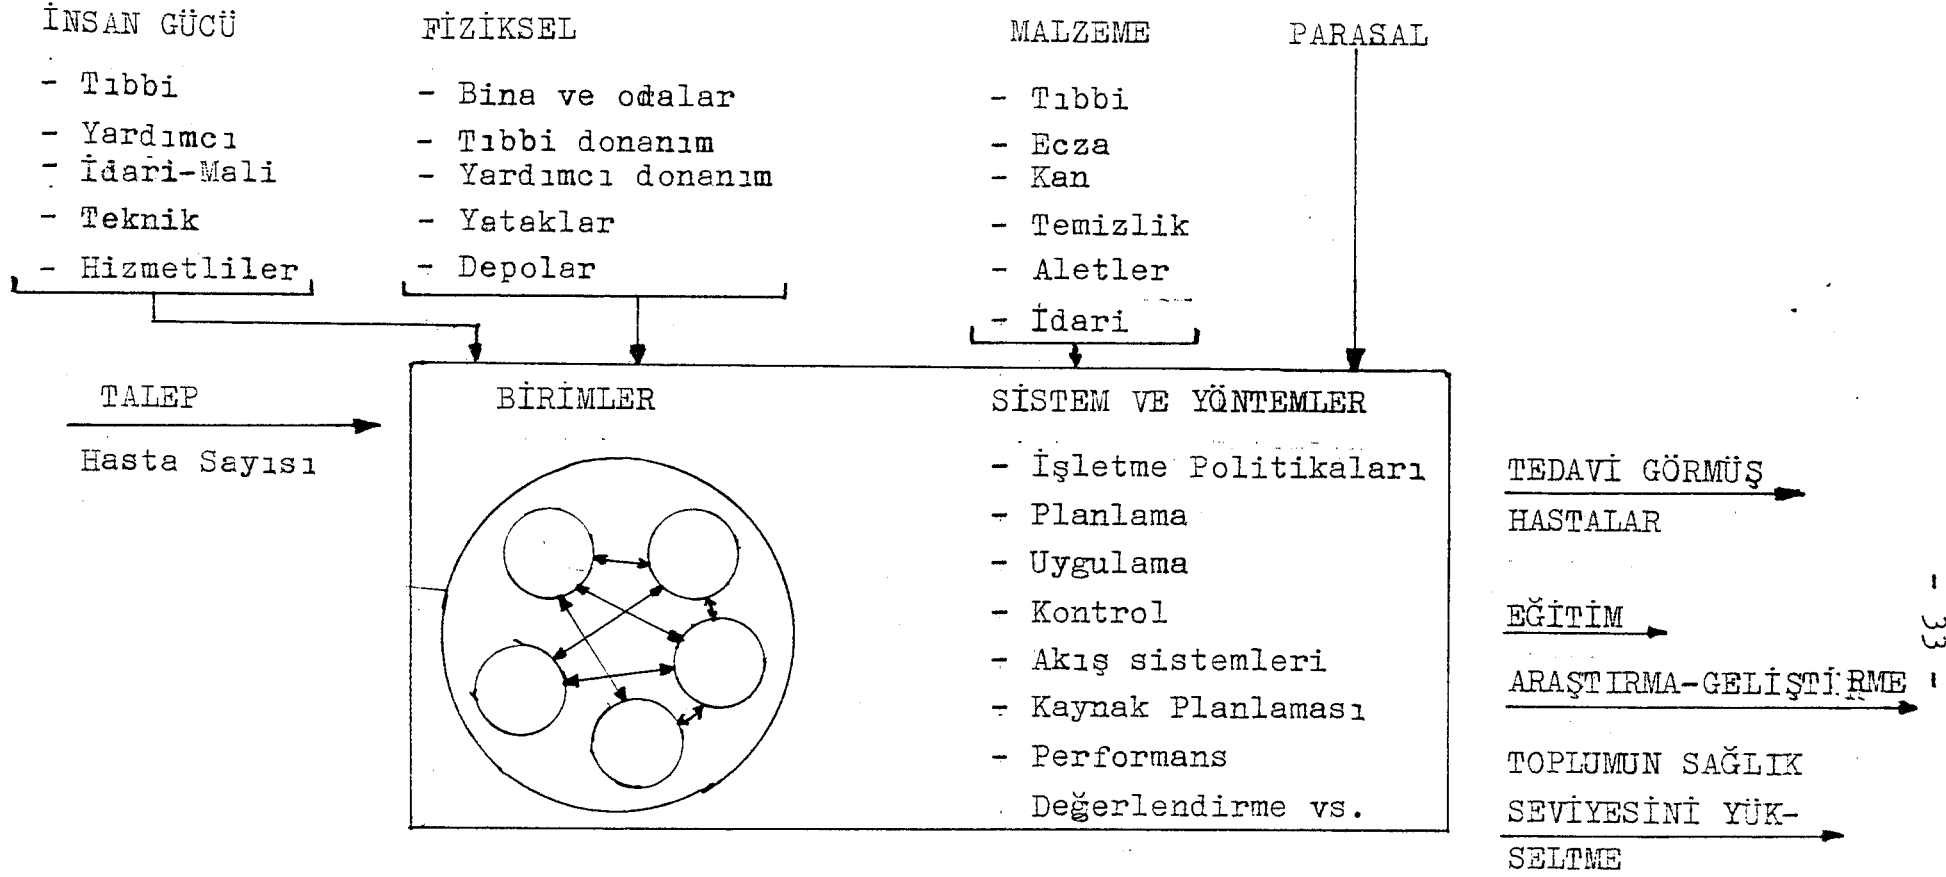 İNSAN GÜCÜ
- Tıbbi
- Yardımcı
- İdari-Mali
- Teknik
- Hizmetliler
FİZİKSEL
- Bina ve odalar
- Tıbbi donanım
- Yardımcı donanım
- Yataklar
- Depolar
MALZEME
- Tıbbi
- Ecza
- Kan
- Temizlik
- Aletler
- İdari
PARASAL
TALEP
Hasta Sayısı
BİRİMLER
SİSTEM VE YÖNTEMLER
- İşletme Politikaları
- Planlama
- Uygulama
- Kontrol
- Akış sistemleri
- Kaynak Planlaması
- Performans
Değerlendirme vs.
TEDAVİ GÖRMÜŞ
HASTALAR
EĞİTİM
ARAŞTIRMA-GELİŞTİRME
TOPLUMUN SAĞLIK
SEVİYESİNİ YÜK-
SELTME
- 33 -